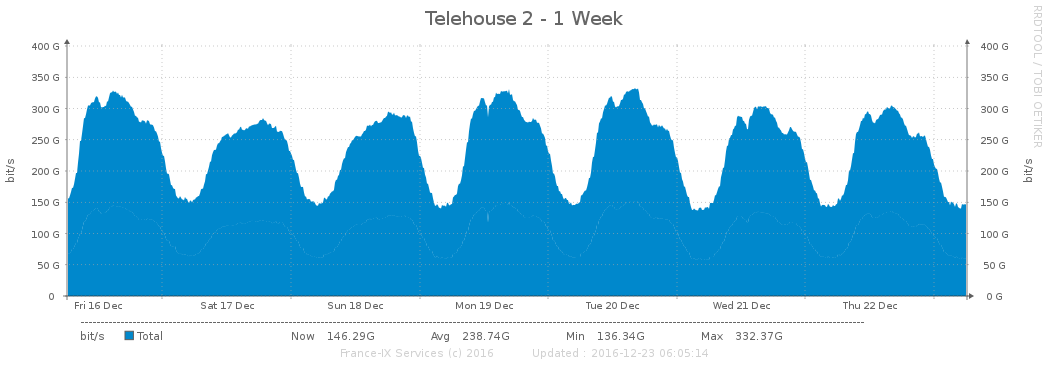 Telehouse 2 - 1 Week
RRDTOOL / TOBI OETIKER
400 G 400 G
350 G 350 G
300 G 300 G
250 G 250 G
200 G 200 G
150 G 150 G
100 G 100 G
50 G 50 G
0 0 G
bit/s bit/s
Fri 16 Dec Sat 17 Dec Sun 18 Dec Mon 19 Dec Tue 20 Dec Wed 21 Dec Thu 22 Dec
bit/s Total Now 146.29G Avg 238.74G Min 136.34G Max 332.37G
France-IX Services (c) 2016 Updated : 2016-12-23 06:05:14